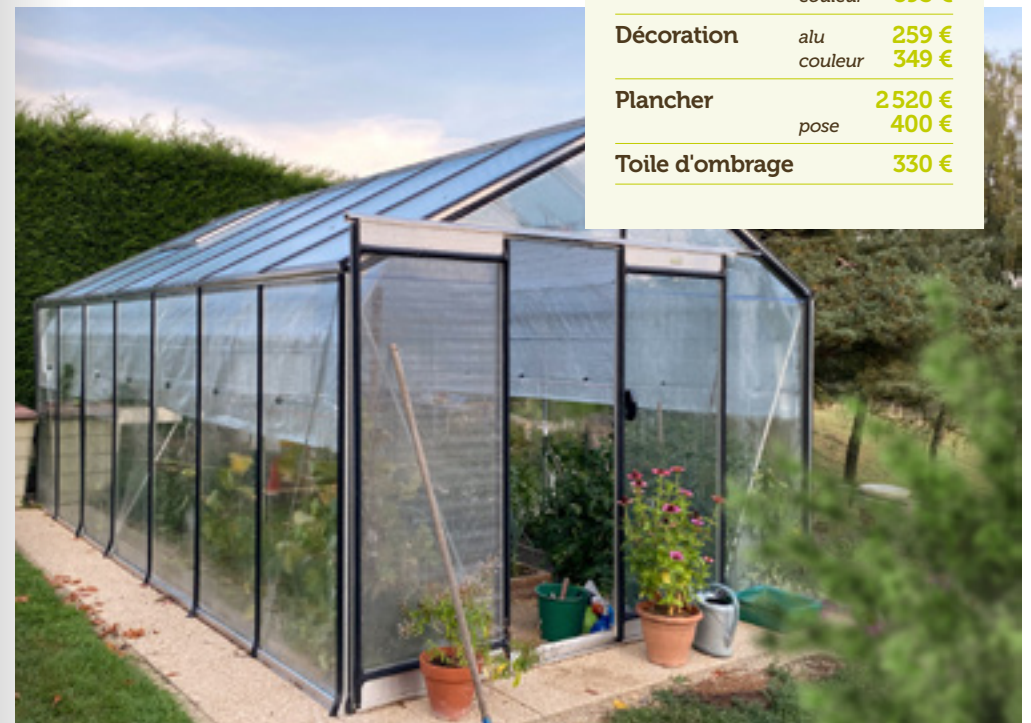 Décoration alu 259 €
couleur 349 €
Plancher 2 520 €
pose 400 €
Toile d'ombrage 330 €